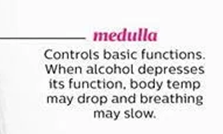 medulla
Controls basic functions.
When alcohol depresses
its function, body temp
may drop and breathing
may slow.